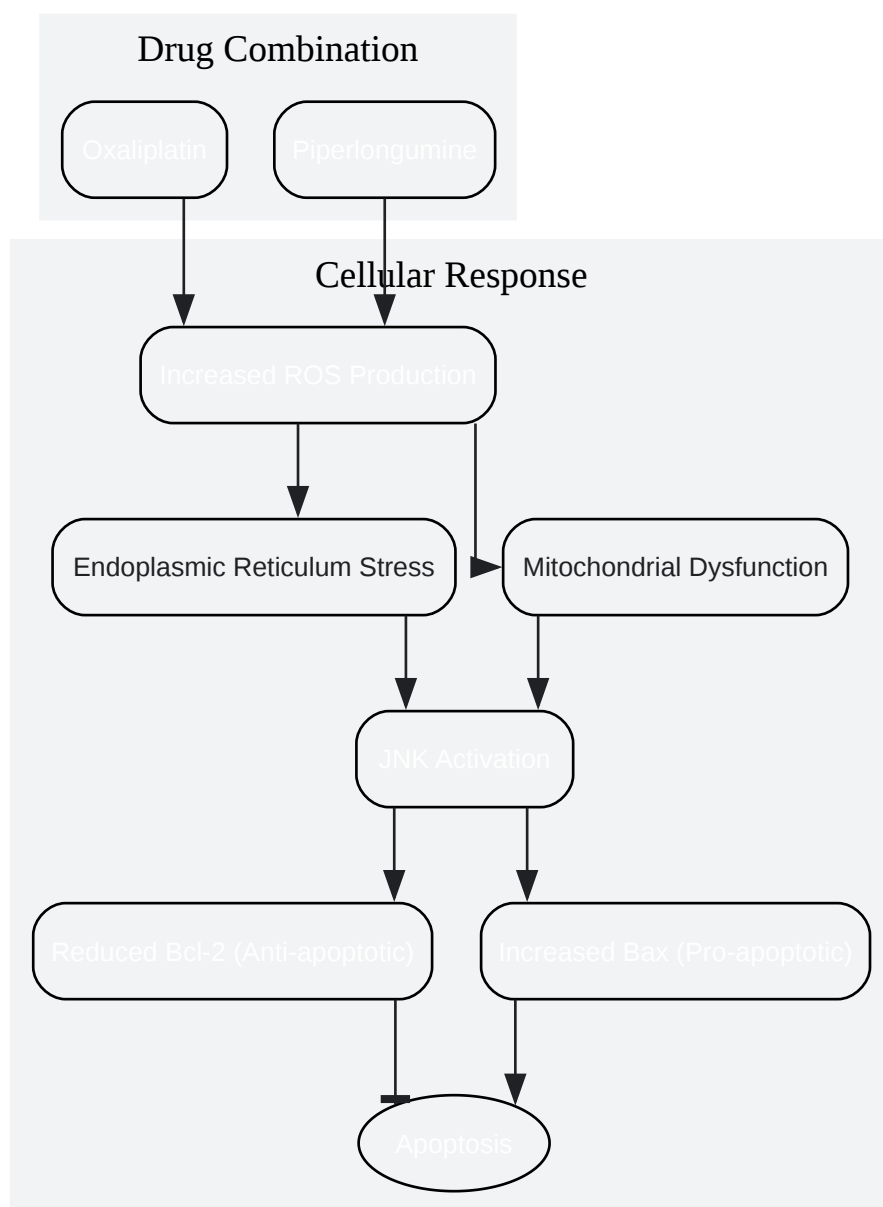 Drug Combination
Oxaliplatin
Piperlongumine
Cellular Response
Increased ROS Production
Endoplasmic Reticulum Stress
Mitochondrial Dysfunction
JNK Activation
Reduced Bcl-2 (Anti-apoptotic)
Increased Bax (Pro-apoptotic)
Apoptosis